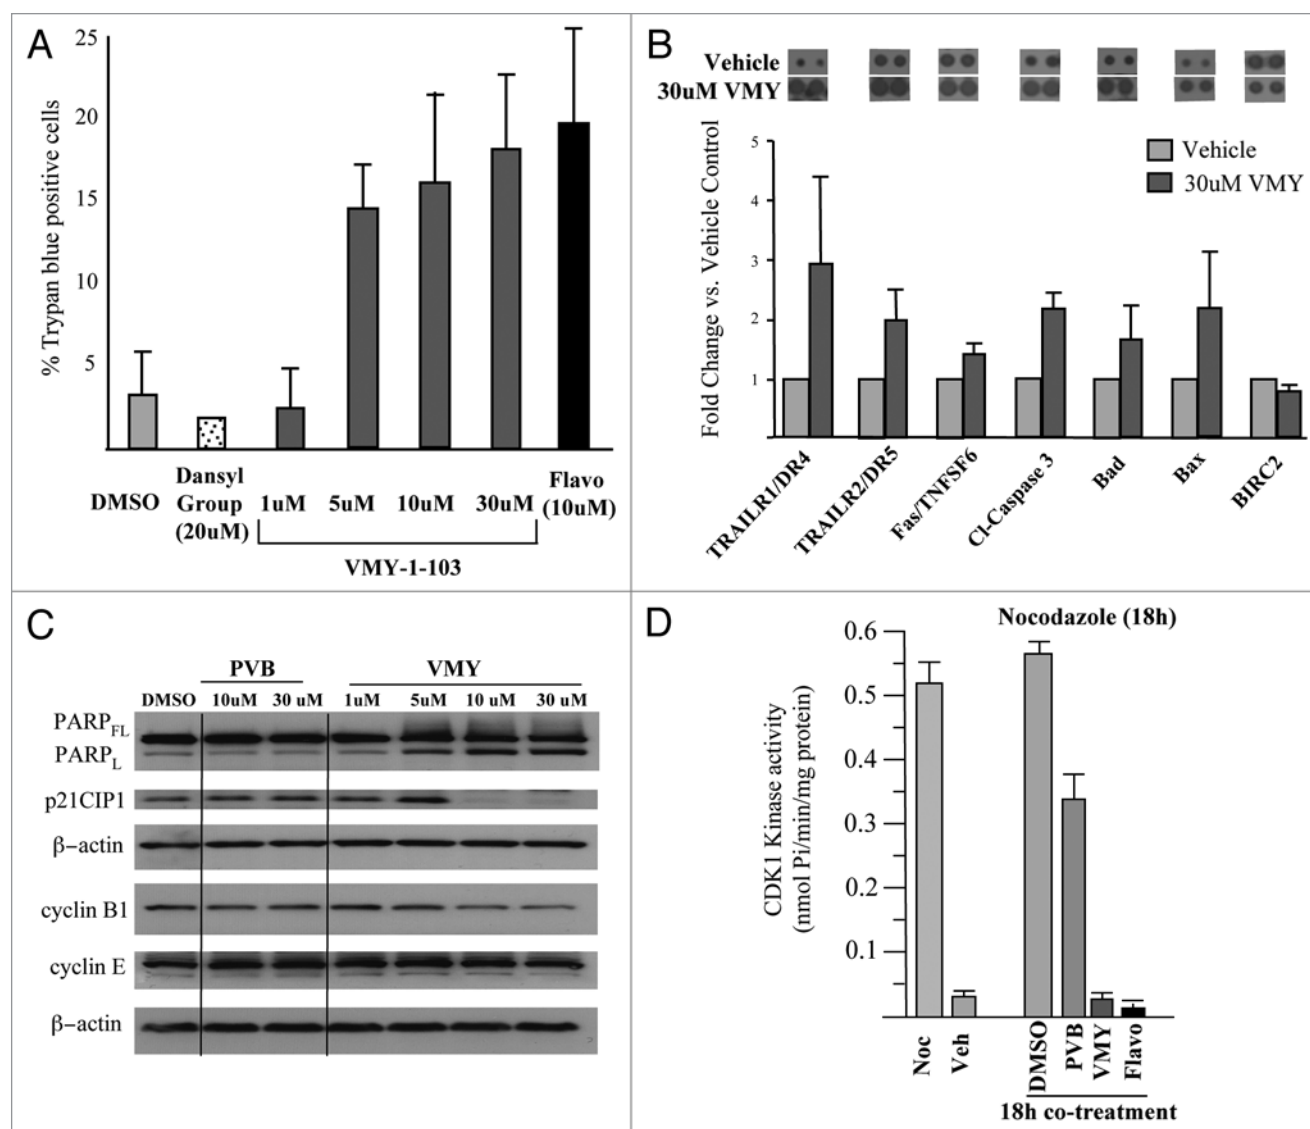 A
25
20
15
10
5
% Trypan blue positive cells
DMSO
Dansyl
Group
(20uM)
1uM
5uM
10uM
30uM
Flavo
(10uM)
VMY-1-103
B
Vehicle
30uM VMY
5
4
3
2
1
Fold Change vs. Vehicle Control
Vehicle
30uM VMY
TRAILR1/DR4
TRAILR2/DR5
Fas/TNFSF6
Cl-Caspase 3
Bad
Bax
BIRC2
C
PVB
VMY
DMSO
10uM
30 uM
1uM
5uM
10 uM
30 uM
PARPFL
PARPL
p21CIP1
β-actin
cyclin B1
cyclin E
β-actin
D
Nocodazole (18h)
0.6
0.5
0.4
0.3
0.2
0.1
CDK1 Kinase activity
(nmol Pi/min/mg protein)
Noc
Veh
DMSO
PVB
VMY
Flavo
18h co-treatment